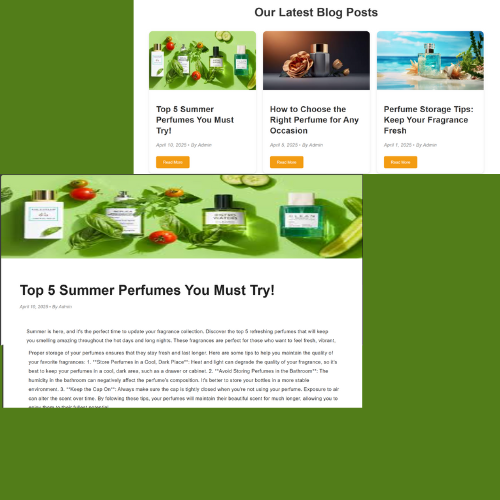 Our Latest Blog Posts
Top 5 Summer
Perfumes You Must
Try!
April 10, 2025 • By Admin
Read More
How to Choose the
Right Perfume for Any
Occasion
April 5, 2025 • By Admin
Read More
Perfume Storage Tips:
Keep Your Fragrance
Fresh
April 1, 2025 • By Admin
Read More
Top 5 Summer Perfumes You Must Try!
April 10, 2025 • By Admin
Summer is here, and it's the perfect time to update your fragrance collection. Discover the top 5 refreshing perfumes that will keep
you smelling amazing throughout the hot days and long nights. These fragrances are perfect for those who want to feel fresh, vibrant,
Proper storage of your perfumes ensures that they stay fresh and last longer. Here are some tips to help you maintain the quality of
your favorite fragrances: 1. **Store Perfumes in a Cool, Dark Place**: Heat and light can degrade the quality of your fragrance, so it's
best to keep your perfumes in a cool, dark area, such as a drawer or cabinet. 2. **Avoid Storing Perfumes in the Bathroom**: The
humidity in the bathroom can negatively affect the perfume's composition. It's better to store your bottles in a more stable
environment. 3. **Keep the Cap On**: Always make sure the cap is tightly closed when you're not using your perfume. Exposure to air
can alter the scent over time. By following these tips, your perfumes will maintain their beautiful scent for much longer, allowing you to
enjoy them to their fullest potential.